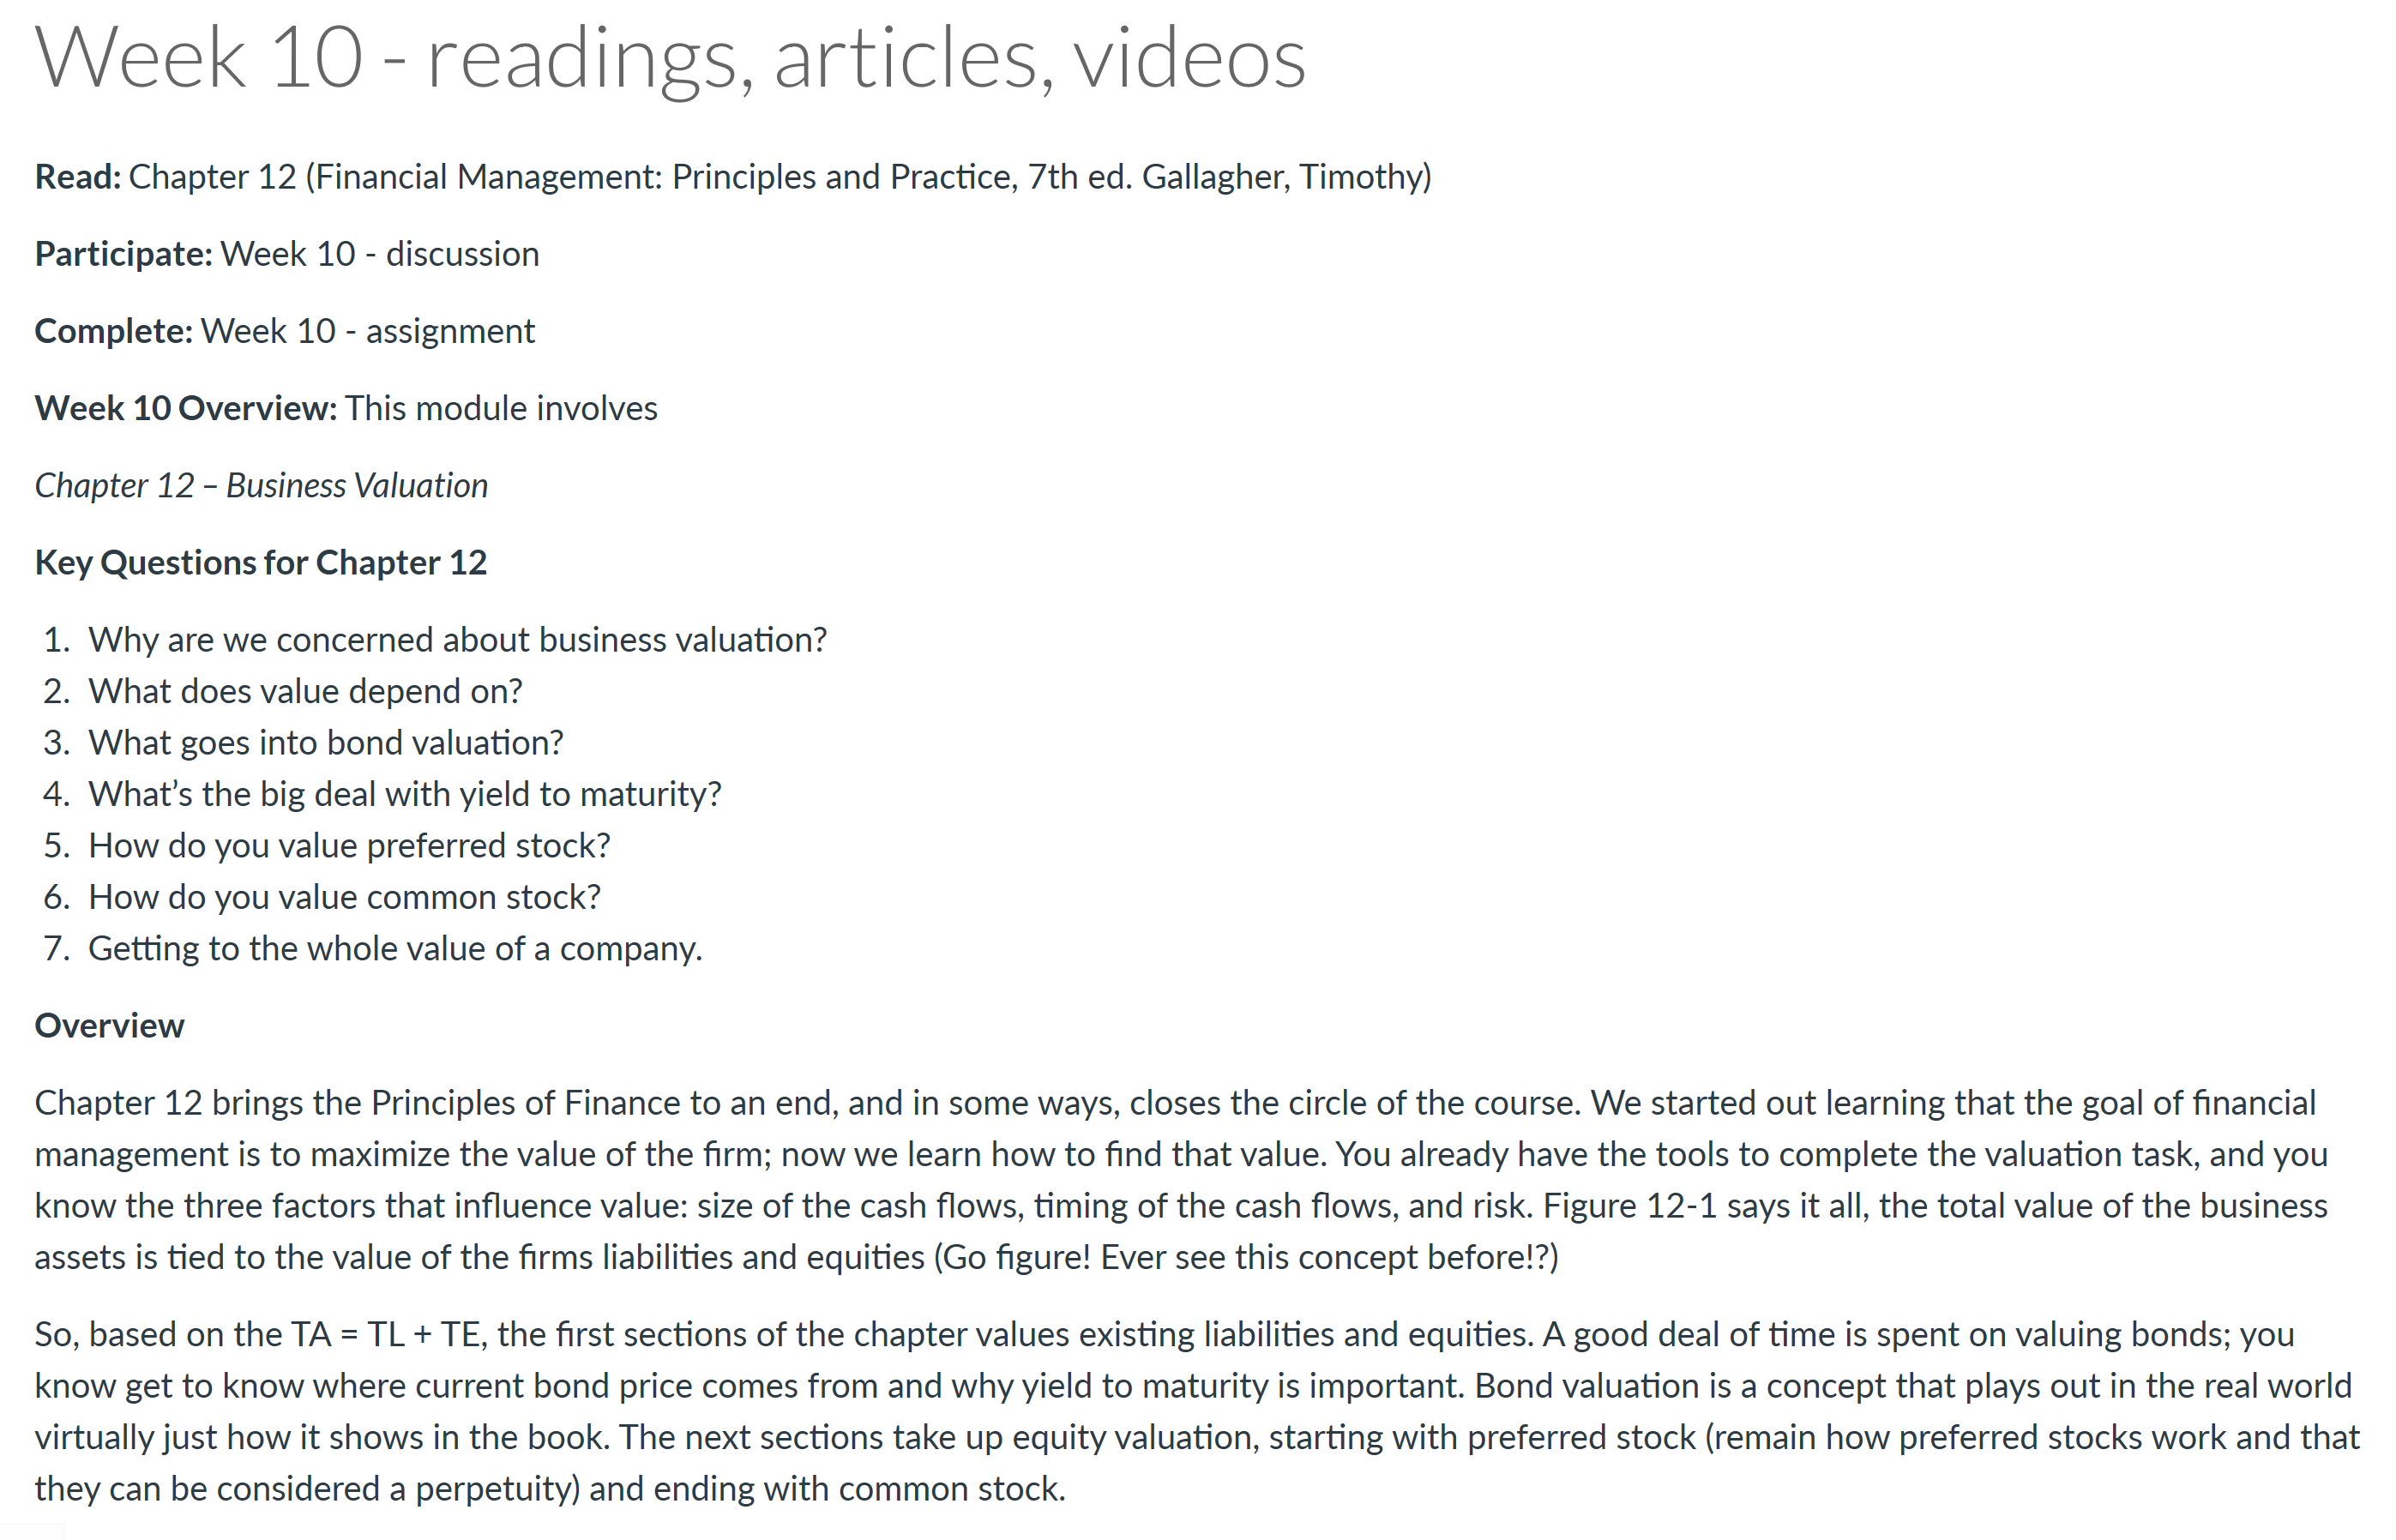 Week 10 - readings, articles, videos
Read: Chapter 12 (Financial Management: Principles and Practice, 7th ed. Gallagher, Timothy)
Participate: Week 10 - discussion
Complete: Week 10 - assignment
Week 10 Overview: This module involves
Chapter 12 – Business Valuation
Key Questions for Chapter 12
1. Why are we concerned about business valuation?
2. What does value depend on?
3. What goes into bond valuation?
4. What’s the big deal with yield to maturity?
5. How do you value preferred stock?
6. How do you value common stock?
7. Getting to the whole value of a company.
Overview
Chapter 12 brings the Principles of Finance to an end, and in some ways, closes the circle of the course. We started out learning that the goal of financial
management is to maximize the value of the firm; now we learn how to find that value. You already have the tools to complete the valuation task, and you
know the three factors that influence value: size of the cash flows, timing of the cash flows, and risk. Figure 12-1 says it all, the total value of the business
assets is tied to the value of the firms liabilities and equities (Go figure! Ever see this concept before!?)
So, based on the TA = TL + TE, the first sections of the chapter values existing liabilities and equities. A good deal of time is spent on valuing bonds; you
know get to know where current bond price comes from and why yield to maturity is important. Bond valuation is a concept that plays out in the real world
virtually just how it shows in the book. The next sections take up equity valuation, starting with preferred stock (remain how preferred stocks work and that
they can be considered a perpetuity) and ending with common stock.